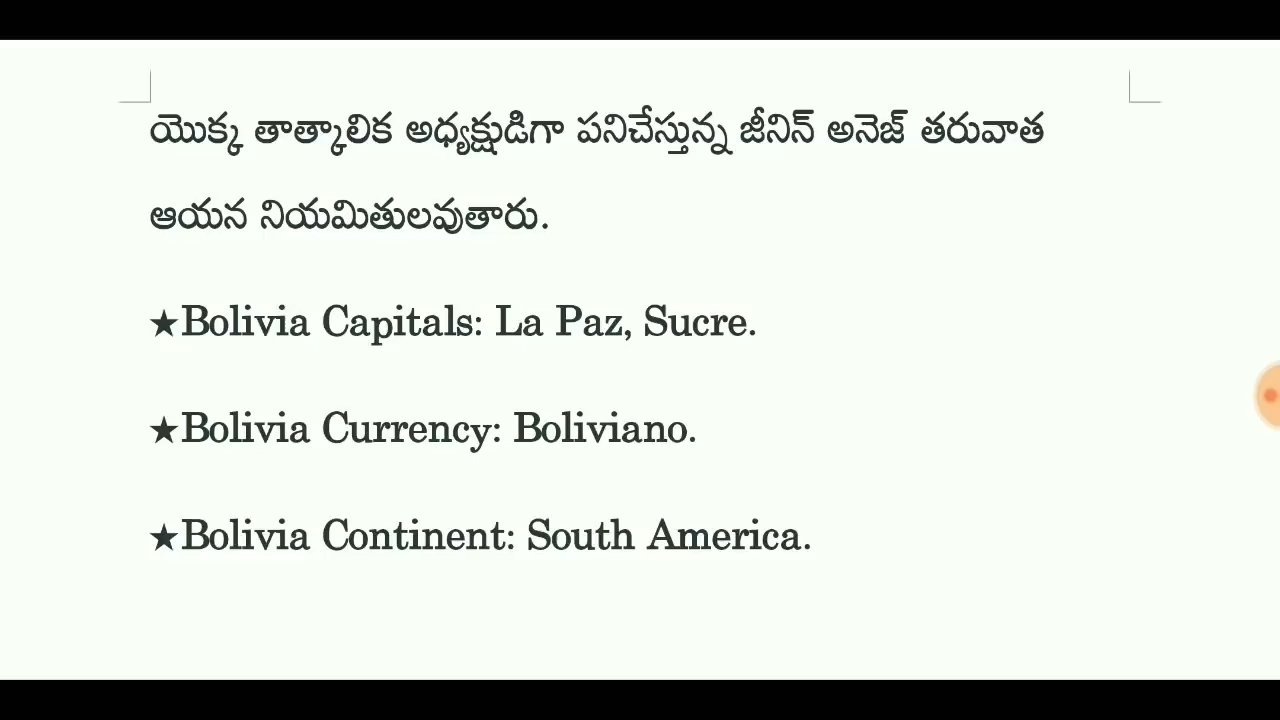 యొక్క తాత్కాలిక అధ్యక్షుడిగా పనిచేస్తున్న జీనిన్ అనెజ్ తరువాత
ఆయన నియమితులవుతారు.
★Bolivia Capitals: La Paz, Sucre.
★Bolivia Currency: Boliviano.
★Bolivia Continent: South America.